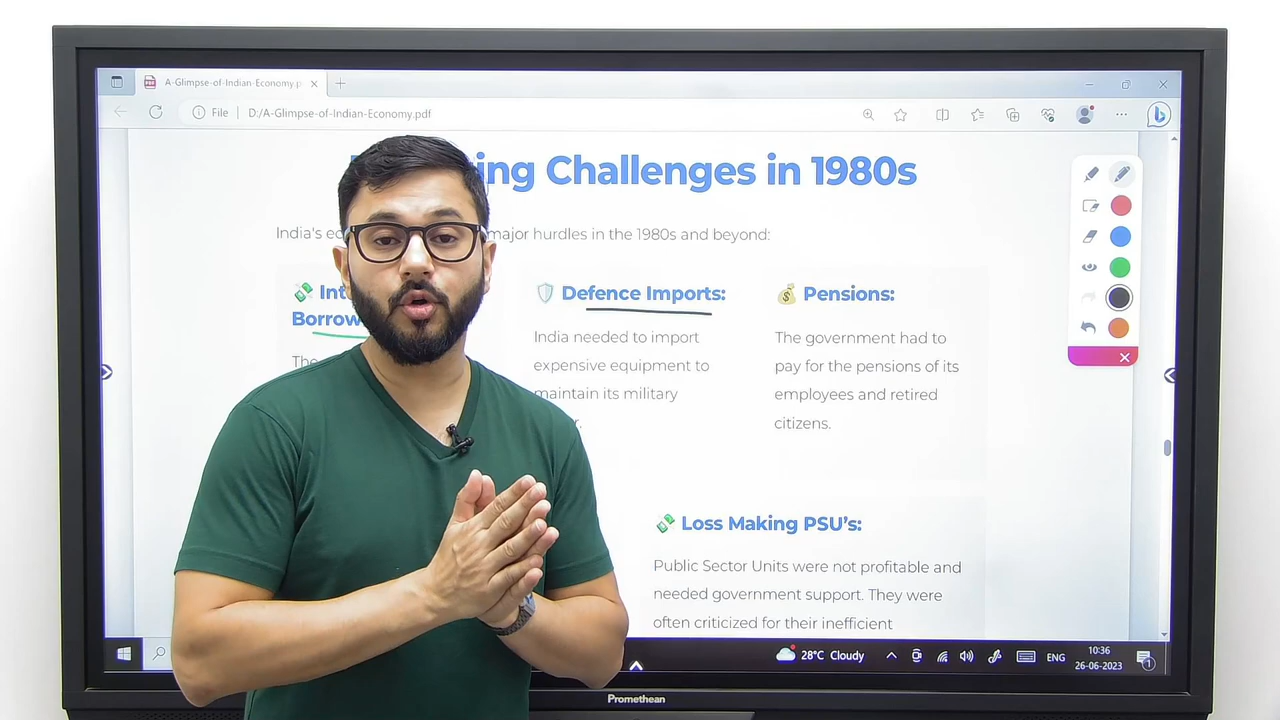 A-Glimpse-of-Indian-Economy.p
File D:/A-Glimpse-of-Indian-Economy.pdf
Challenges in 1980s
India's major hurdles in the 1980s and beyond:
Defence Imports:
India needed to import
expensive equipment to
maintain its military
Pensions:
The government had to
pay for the pensions of its
employees and retired
citizens.
The
Loss Making PSU's:
Public Sector Units were not profitable and
needed government support. They were
often criticized for their inefficient
28°C Cloudy
ENG
10:36
26-06-2023
1
Promethean